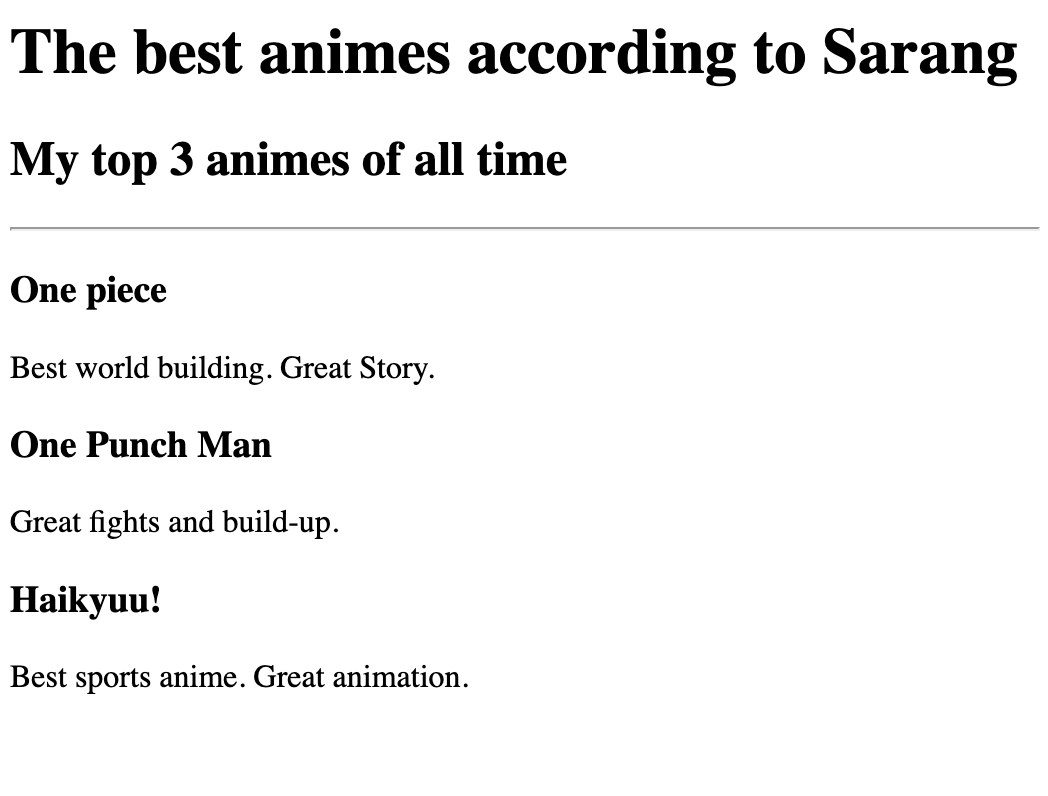 The best animes according to Sarang
My top 3 animes of all time
One piece
Best world building. Great Story.
One Punch Man
Great fights and build-up.
Haikyuu!
Best sports anime. Great animation.